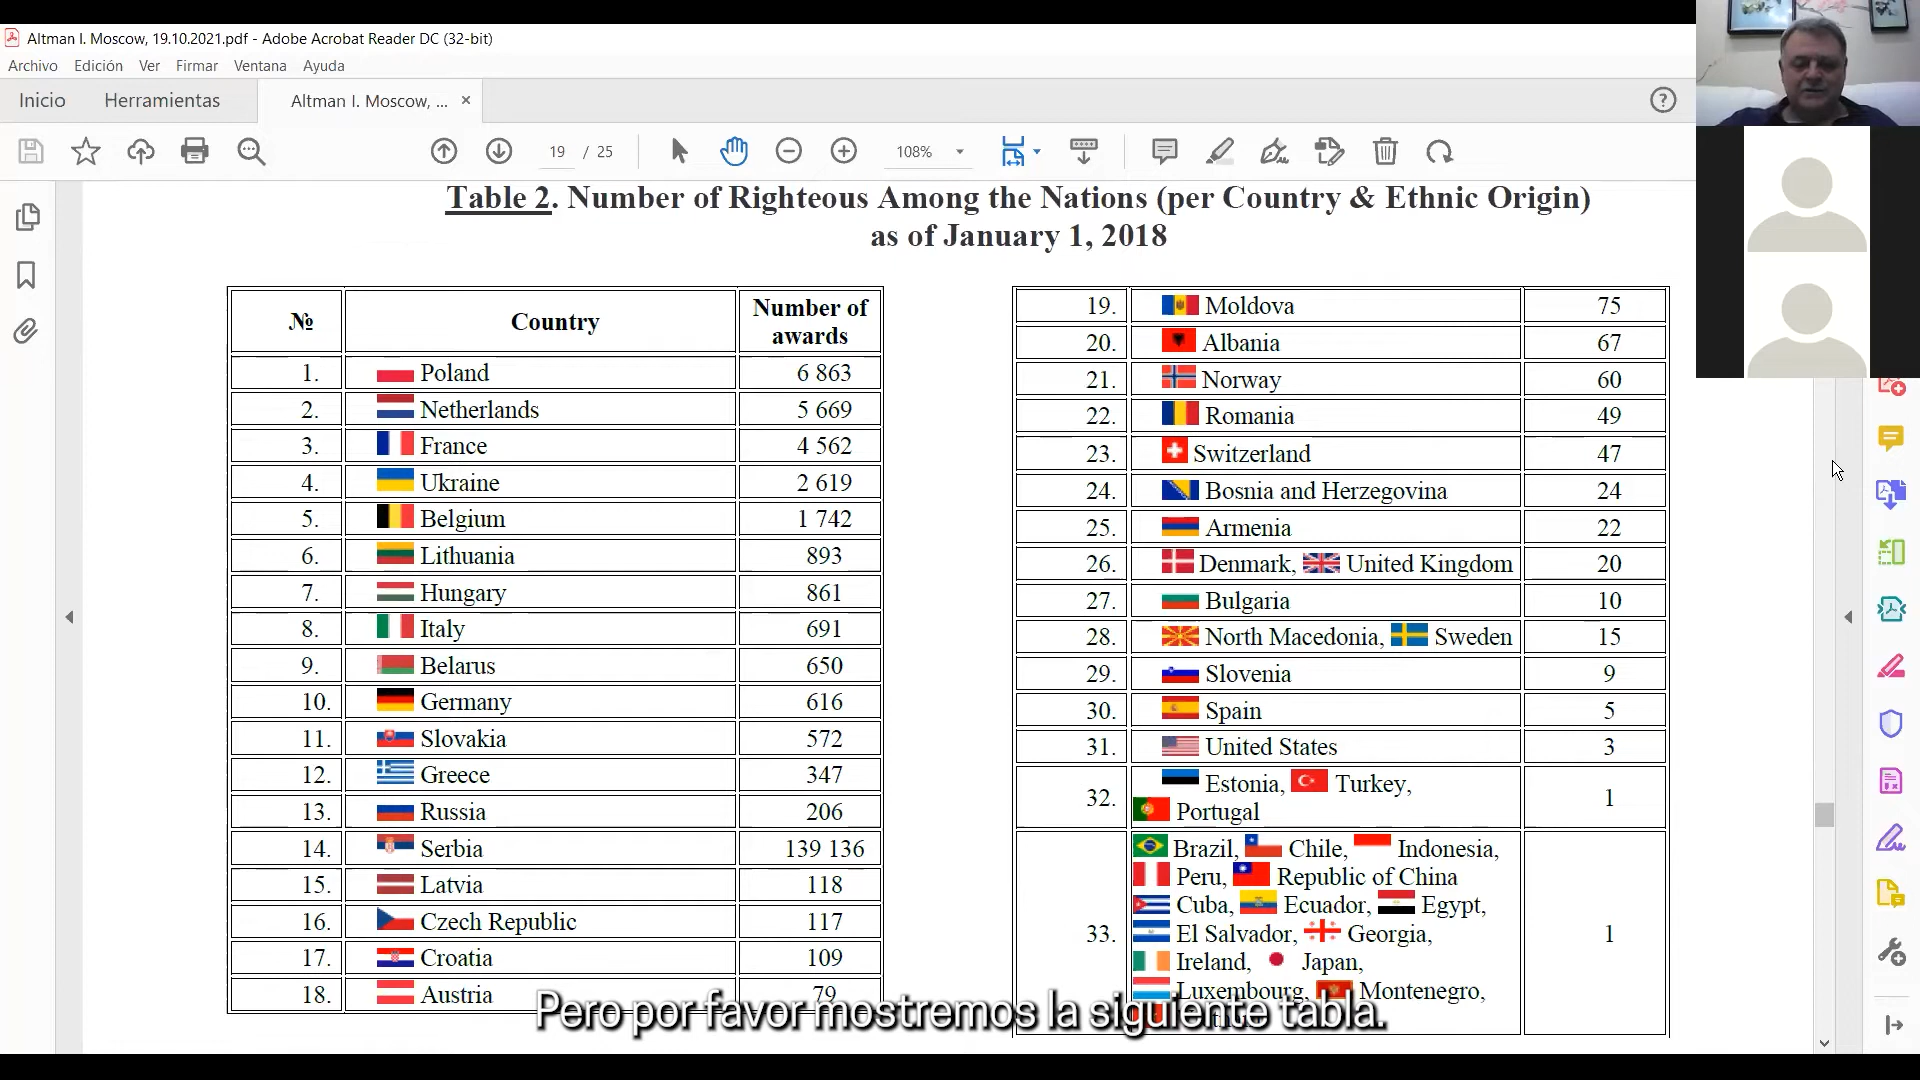 Altman I. Moscow, 19.10.2021.pdf - Adobe Acrobat Reader DC (32-bit)
Archivo Edición Ver Firmar Ventana Ayuda
Inicio Herramientas Altman I. Moscow, ... ×
19 / 25 108%
Table 2. Number of Righteous Among the Nations (per Country & Ethnic Origin)
as of January 1, 2018
№ Country Number of awards
1. Poland 6 863
2. Netherlands 5 669
3. France 4 562
4. Ukraine 2 619
5. Belgium 1 742
6. Lithuania 893
7. Hungary 861
8. Italy 691
9. Belarus 650
10. Germany 616
11. Slovakia 572
12. Greece 347
13. Russia 206
14. Serbia 139 136
15. Latvia 118
16. Czech Republic 117
17. Croatia 109
18. Austria 79
19. Moldova 75
20. Albania 67
21. Norway 60
22. Romania 49
23. Switzerland 47
24. Bosnia and Herzegovina 24
25. Armenia 22
26. Denmark, United Kingdom 20
27. Bulgaria 10
28. North Macedonia, Sweden 15
29. Slovenia 9
30. Spain 5
31. United States 3
32. Estonia, Turkey,
Portugal 1
33. Brazil, Chile, Indonesia,
Peru, Republic of China
Cuba, Ecuador, Egypt,
El Salvador, Georgia, 1
Ireland, Japan,
Luxembourg, Montenegro,
Pero por favor mostremos la siguiente tabla.